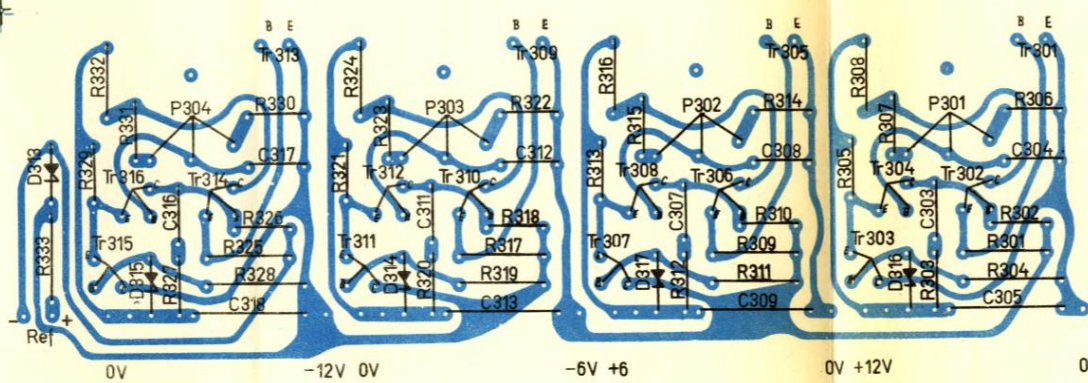 B E B E B E B E
Tr313 Tr309 Tr305 Tr301
R332 R324 R316 R308
P304 R330 P303 R322 P302 R314 P301 R306
R331 R323 R315 R307
D313 R329 C317 R321 C312 R313 C308 R305 C304
Tr316 Tr314 Tr312 Tr310 Tr308 Tr306 Tr304 Tr302
C316 R326 C311 R318 C307 R310 C303 R302
Tr315 R325 Tr311 R317 Tr307 R309 Tr303 R301
R333 D315 R327 R328 D314 R320 R319 D317 R312 R311 D316 R303 R304
C318 C313 C309 C305
- +
Ref
0V -12V 0V -6V +6 0V +12V 0